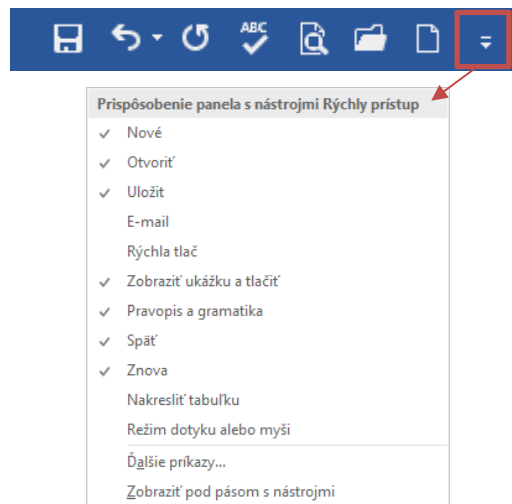 ABC
Prispôsobenie panela s nástrojmi Rýchly prístup
Nové
Otvoriť
Uložit
E-mail
Rýchla tlač
Zobraziť ukážku a tlačiť
Pravopis a gramatika
Späť
Znova
Nakresliť tabuľku
Režim dotyku alebo myši
Ďalšie príkazy...
Zobraziť pod pásom s nástrojmi